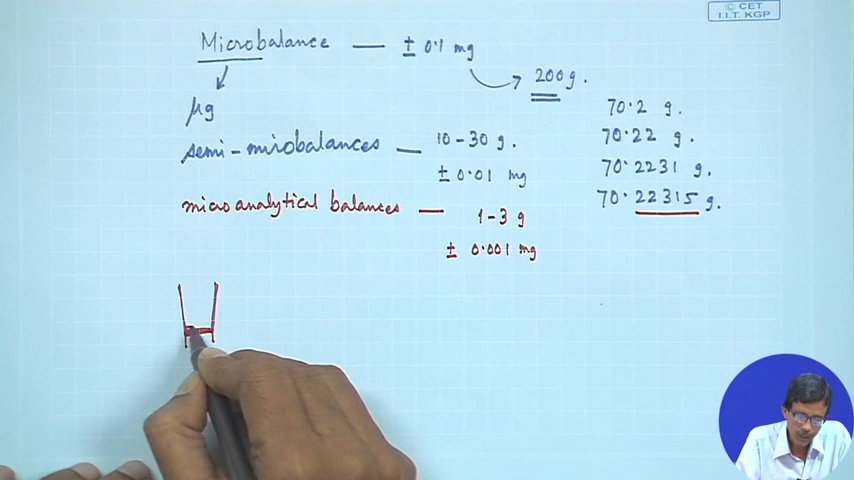 © CET
I.I.T. KGP
Microbalance — ± 0.1 mg
200 g.
μg
70.2 g.
70.22 g.
semi-mirobalances — 10-30 g.
± 0.01 mg
70.2231 g.
70.22315 g.
microanalytical balances — 1-3 g
± 0.001 mg